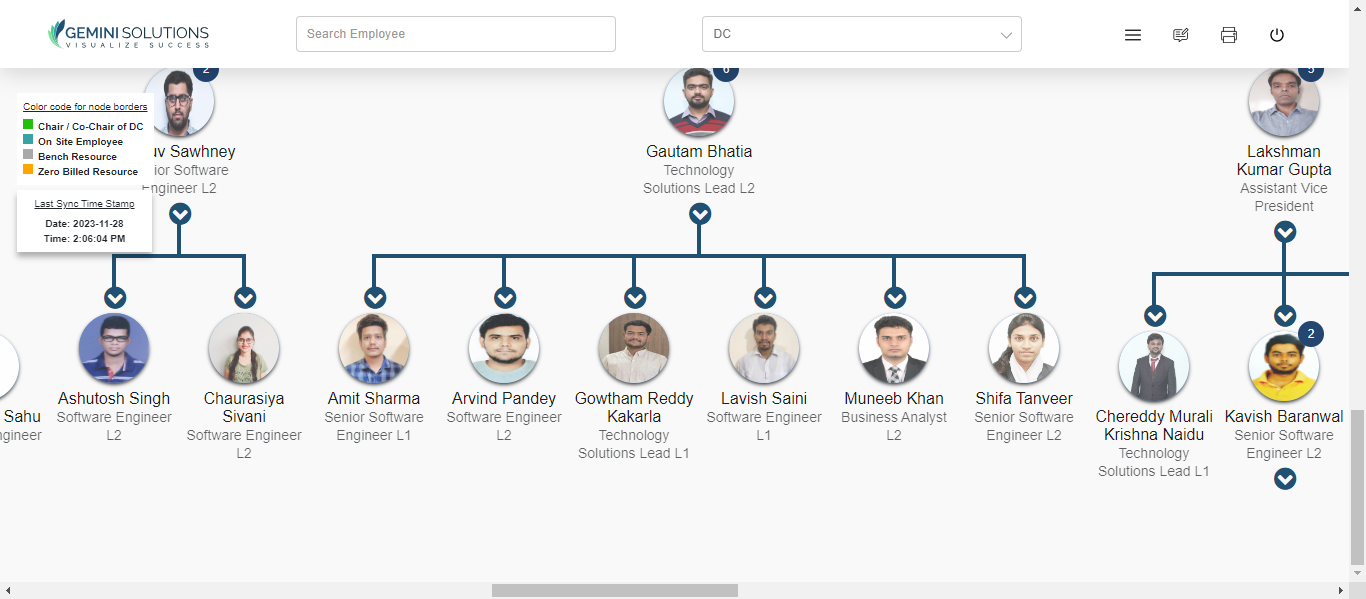 GEMINI SOLUTIONS
VISUALIZE SUCCESS
Search Employee
DC
Color code for node borders
Chair / Co-Chair of DC
On Site Employee
Bench Resource
Zero Billed Resource
Last Sync Time Stamp
Date: 2023-11-28
Time: 2:06:04 PM
2
Sawhney
Software
Engineer L2
6
Gautam Bhatia
Technology
Solutions Lead L2
5
Lakshman
Kumar Gupta
Assistant Vice
President
Sahu
Ashutosh Singh
Software Engineer
L2
Chaurasiya
Sivani
Software Engineer
L2
Amit Sharma
Senior Software
Engineer L1
Arvind Pandey
Software Engineer
L2
Gowtham Reddy
Kakarla
Technology
Solutions Lead L1
Lavish Saini
Software Engineer
L1
Muneeb Khan
Business Analyst
L2
Shifa Tanveer
Senior Software
Engineer L2
Chereddy Murali
Krishna Naidu
Technology
Solutions Lead L1
2
Kavish Baranwal
Senior Software
Engineer L2